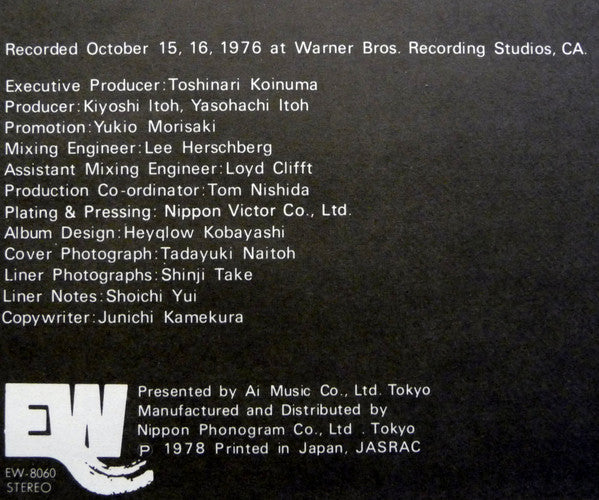 Recorded October 15, 16, 1976 at Warner Bros. Recording Studios, CA.
Executive Producer:Toshinari Koinuma
Producer:Kiyoshi Itoh, Yasohachi Itoh
Promotion:Yukio Morisaki
Mixing Engineer:Lee Herschberg
Assistant Mixing Engineer:Loyd Clifft
Production Co-ordinator:Tom Nishida
Plating & Pressing: Nippon Victor Co., Ltd.
Album Design:Heyqlow Kobayashi
Cover Photograph:Tadayuki Naitoh
Liner Photographs:Shinji Take
Liner Notes:Shoichi Yui
Copywriter:Junichi Kamekura
EW
Presented by Ai Music Co., Ltd. Tokyo
Manufactured and Distributed by
Nippon Phonogram Co., Ltd . Tokyo
℗ 1978 Printed in Japan, JASRAC
EW-8060
STEREO